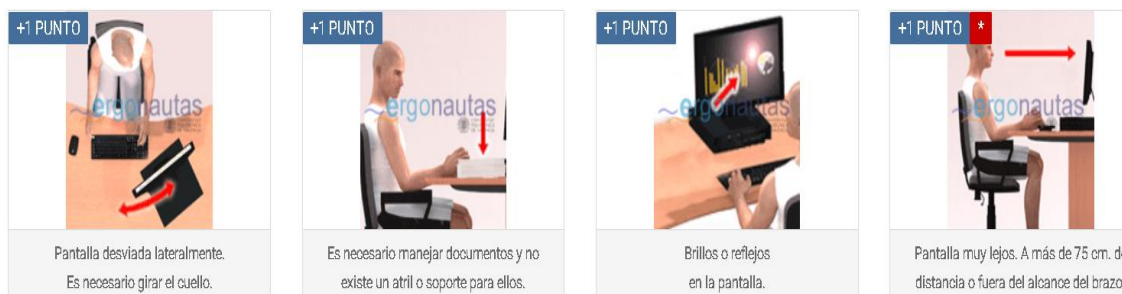 +1 PUNTO
ergonautas
Pantalla desviada lateralmente.
Es necesario girar el cuello.
+1 PUNTO
ergonautas
Es necesario manejar documentos y no
existe un atril o soporte para ellos.
+1 PUNTO
ergonautas
Brillos o reflejos
en la pantalla.
+1 PUNTO *
ergonautas
Pantalla muy lejos. A más de 75 cm. de
distancia o fuera del alcance del brazo